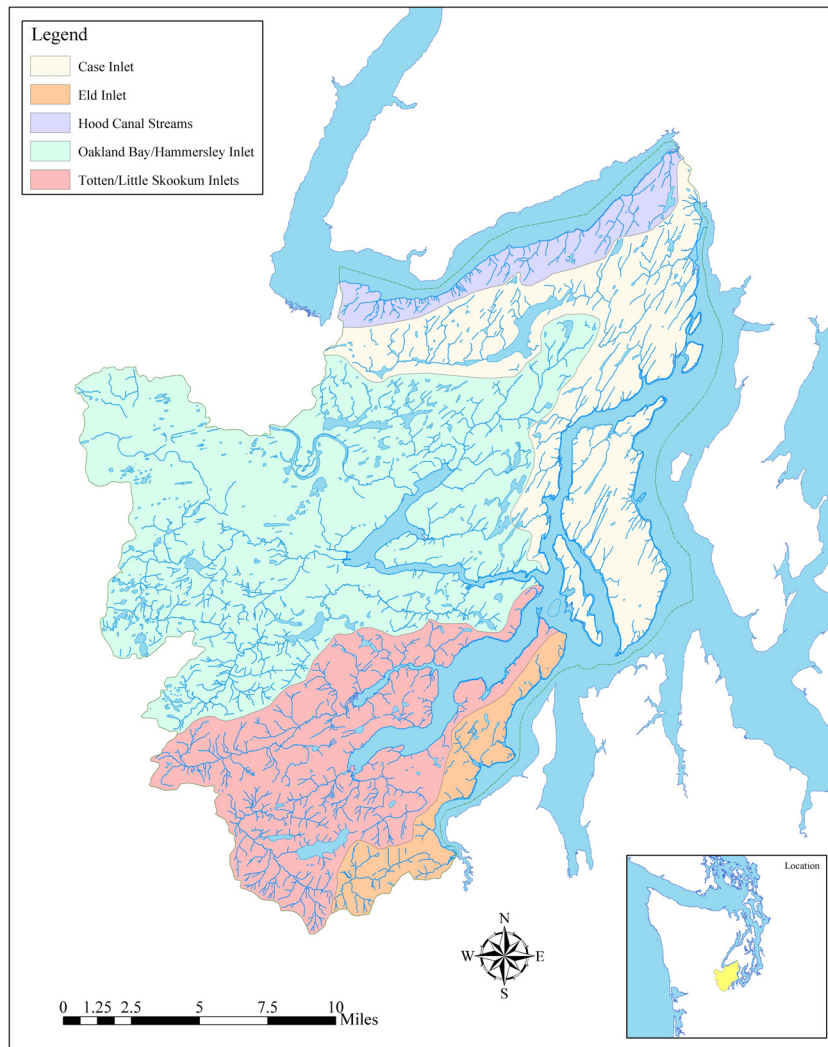 Legend
Case Inlet
Eld Inlet
Hood Canal Streams
Oakland Bay/Hammersley Inlet
Totten/Little Skookum Inlets
Location
N
W E
S
0 1.25 2.5 5 7.5 10
Miles